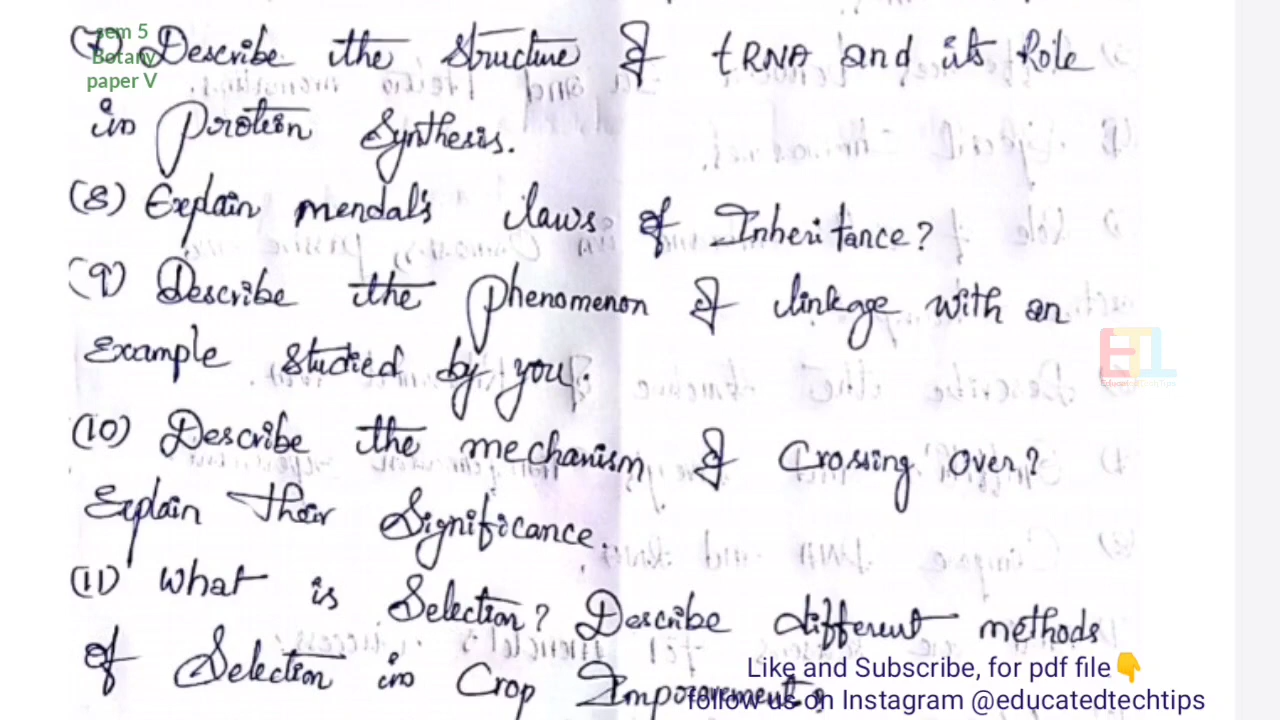 sem 5
Botany
paper V
(7) Describe the Structure of tRNA and its Role
in protein Synthesis.
(8) Explain mendal's laws of Inheritance?
(9) Describe the phenomenon of linkage with an
Example studied by you.
(10) Describe the mechanism of Crossing over?
Explain their Significance.
(11) What is Selection? Describe different methods
of Selection in Crop Improvement?
ETL
Like and Subscribe, for pdf file👇
follow us on Instagram @educatedtechtips